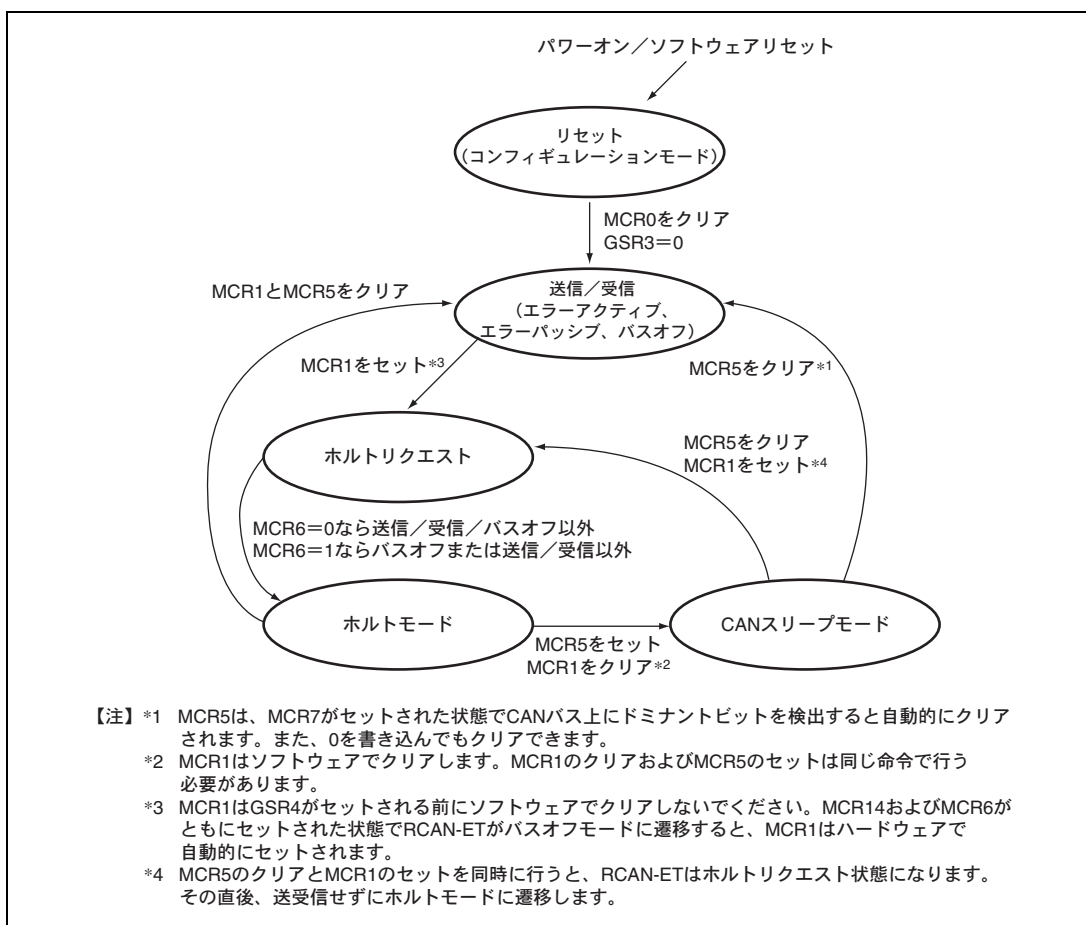 パワーオン／ソフトウェアリセット
リセット
（コンフィギュレーションモード）
MCR0をクリア
GSR3＝0
MCR1とMCR5をクリア
送信／受信
（エラーアクティブ、
エラーパッシブ、バスオフ）
MCR1をセット*3
MCR5をクリア*1
ホルトリクエスト
MCR5をクリア
MCR1をセット*4
MCR6＝0なら送信／受信／バスオフ以外
MCR6＝1ならバスオフまたは送信／受信以外
ホルトモード
MCR5をセット
MCR1をクリア*2
CANスリープモード
【注】*1 MCR5は、MCR7がセットされた状態でCANバス上にドミナントビットを検出すると自動的にクリア
されます。また、0を書き込んでもクリアできます。
*2 MCR1はソフトウェアでクリアします。MCR1のクリアおよびMCR5のセットは同じ命令で行う
必要があります。
*3 MCR1はGSR4がセットされる前にソフトウェアでクリアしないでください。MCR14およびMCR6が
ともにセットされた状態でRCAN-ETがバスオフモードに遷移すると、MCR1はハードウェアで
自動的にセットされます。
*4 MCR5のクリアとMCR1のセットを同時に行うと、RCAN-ETはホルトリクエスト状態になります。
その直後、送受信せずにホルトモードに遷移します。